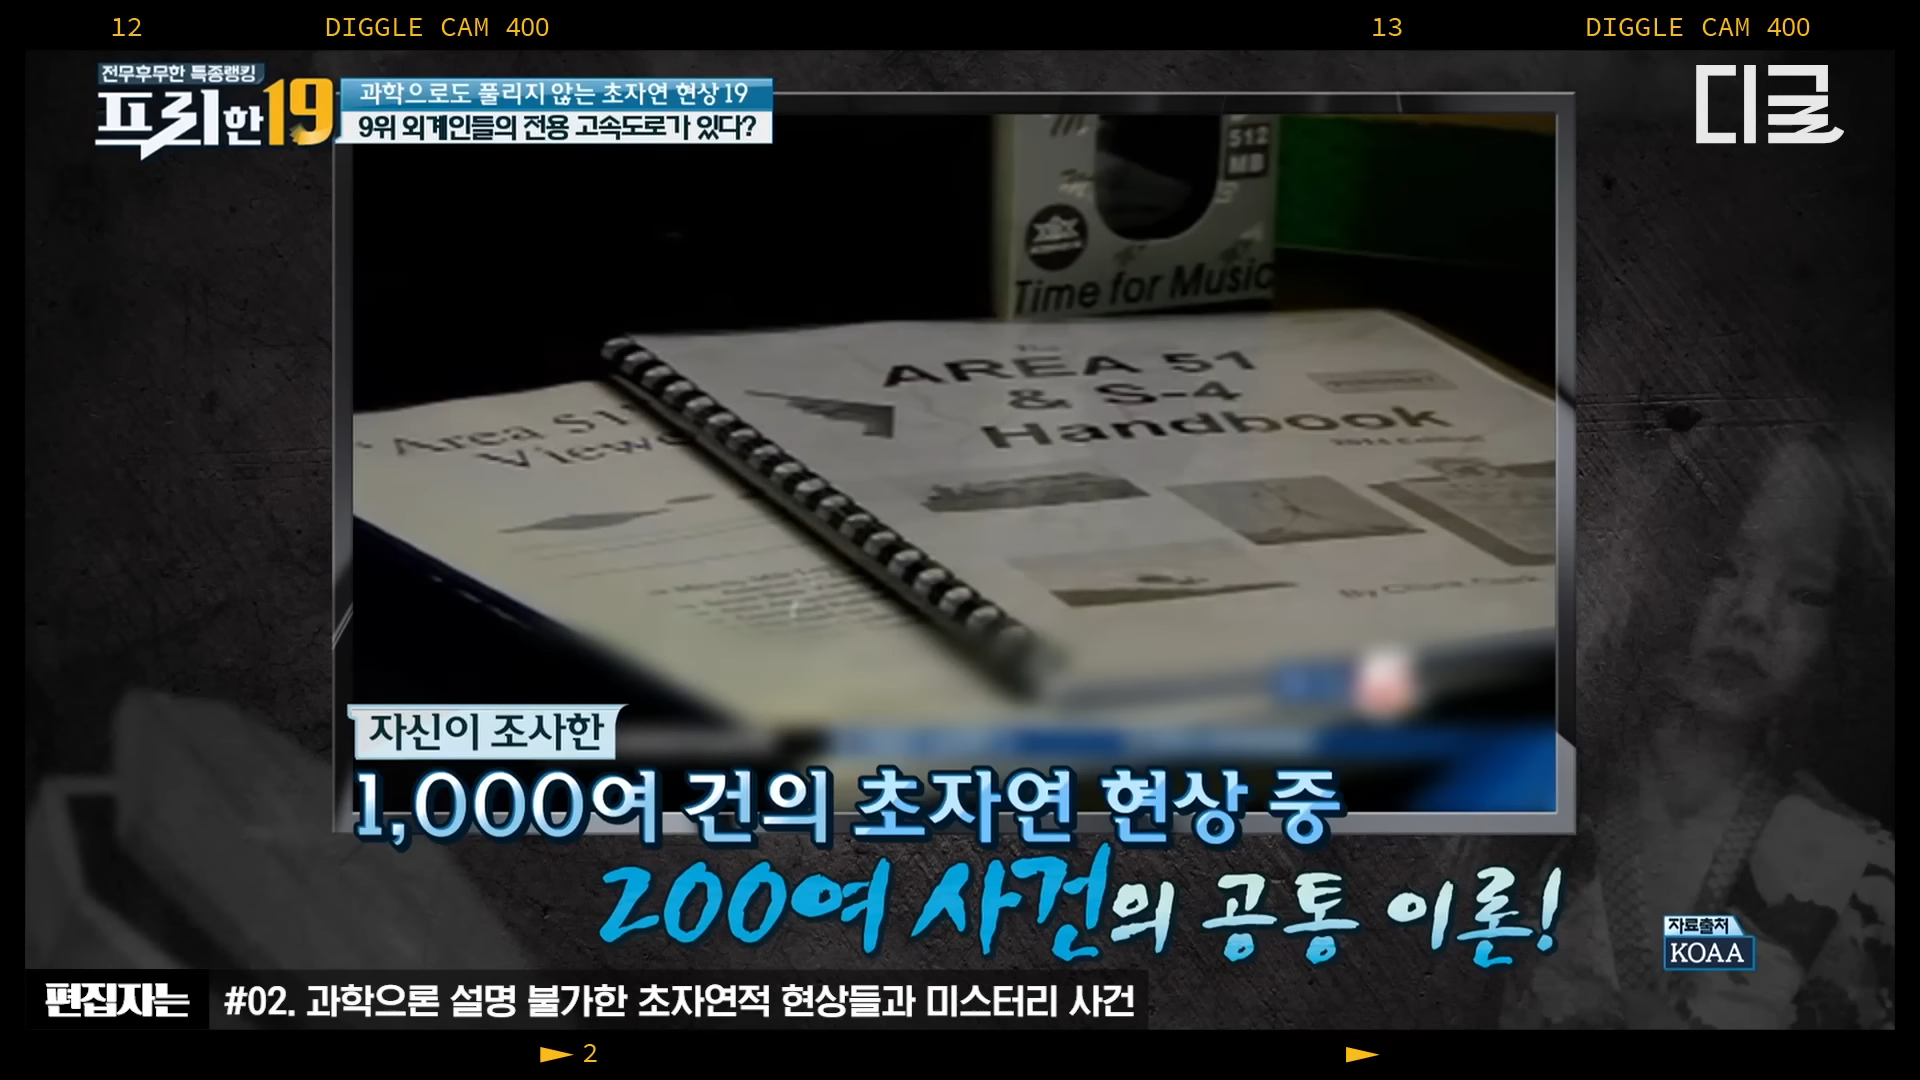 12
DIGGLE CAM 400
13
DIGGLE CAM 400
전무후무한 특종랭킹
프리한19
과학으로도 풀리지 않는 초자연 현상 19
9위 외계인들의 전용 고속도로가 있다?
디글
512
MB
Time for Music
AREA 51
& S-4
Handbook
Area 51
자신이 조사한
1,000여 건의 초자연 현상 중
200여 사건의 공통 이론!
자료출처
KOAA
편집자는
#02. 과학으론 설명 불가한 초자연적 현상들과 미스터리 사건
2